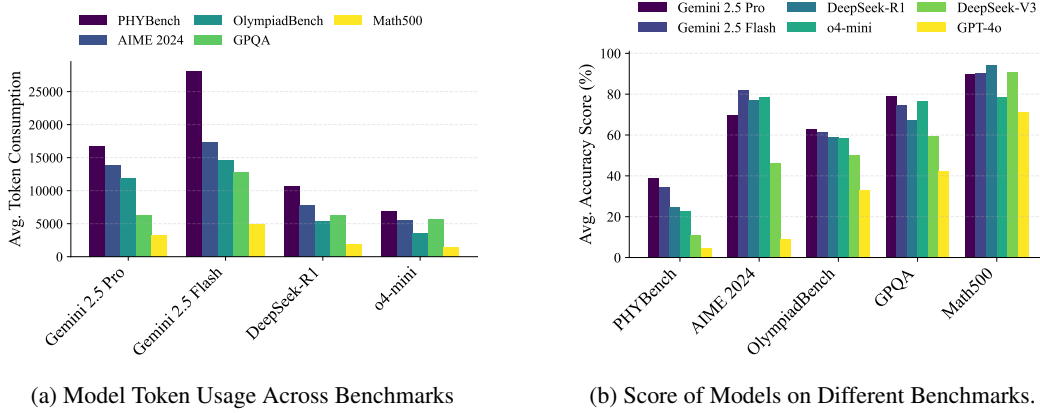 PHYBench OlympiadBench Math500
AIME 2024 GPQA
Avg. Token Consumption
25000
20000
15000
10000
5000
0
Gemini 2.5 Pro
Gemini 2.5 Flash
DeepSeek-R1
o4-mini
(a) Model Token Usage Across Benchmarks
Gemini 2.5 Pro DeepSeek-R1 DeepSeek-V3
Gemini 2.5 Flash o4-mini GPT-4o
Avg. Accuracy Score (%)
100
80
60
40
20
0
PHYBench
AIME 2024
OlympiadBench
GPQA
Math500
(b) Score of Models on Different Benchmarks.